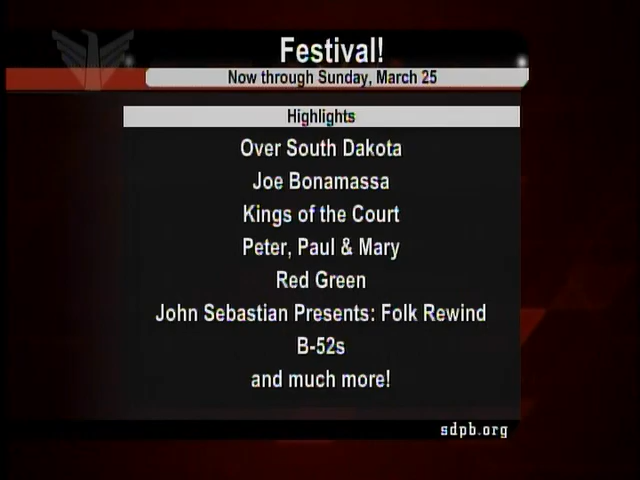 Festival!
Now through Sunday, March 25
Highlights
Over South Dakota
Joe Bonamassa
Kings of the Court
Peter, Paul & Mary
Red Green
John Sebastian Presents: Folk Rewind
B-52s
and much more!
sdpb.org